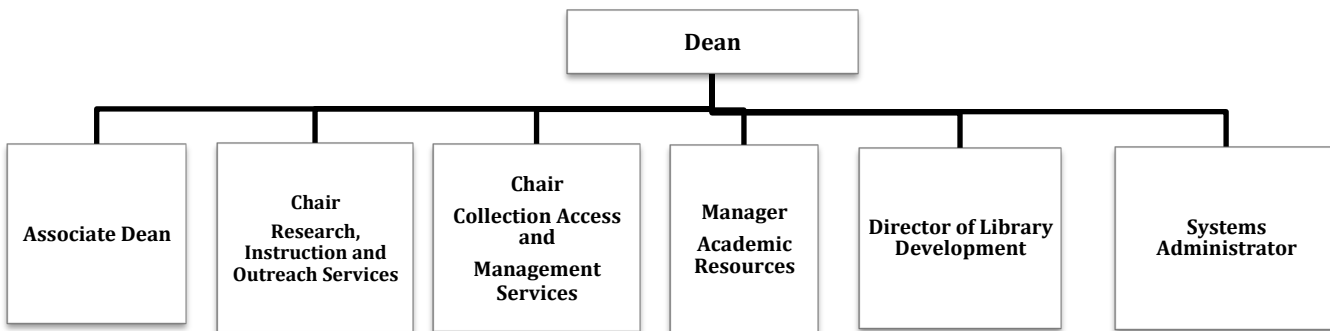 Dean
Associate Dean
Chair
Research,
Instruction and
Outreach Services
Chair
Collection Access
and
Management
Services
Manager
Academic
Resources
Director of Library
Development
Systems
Administrator